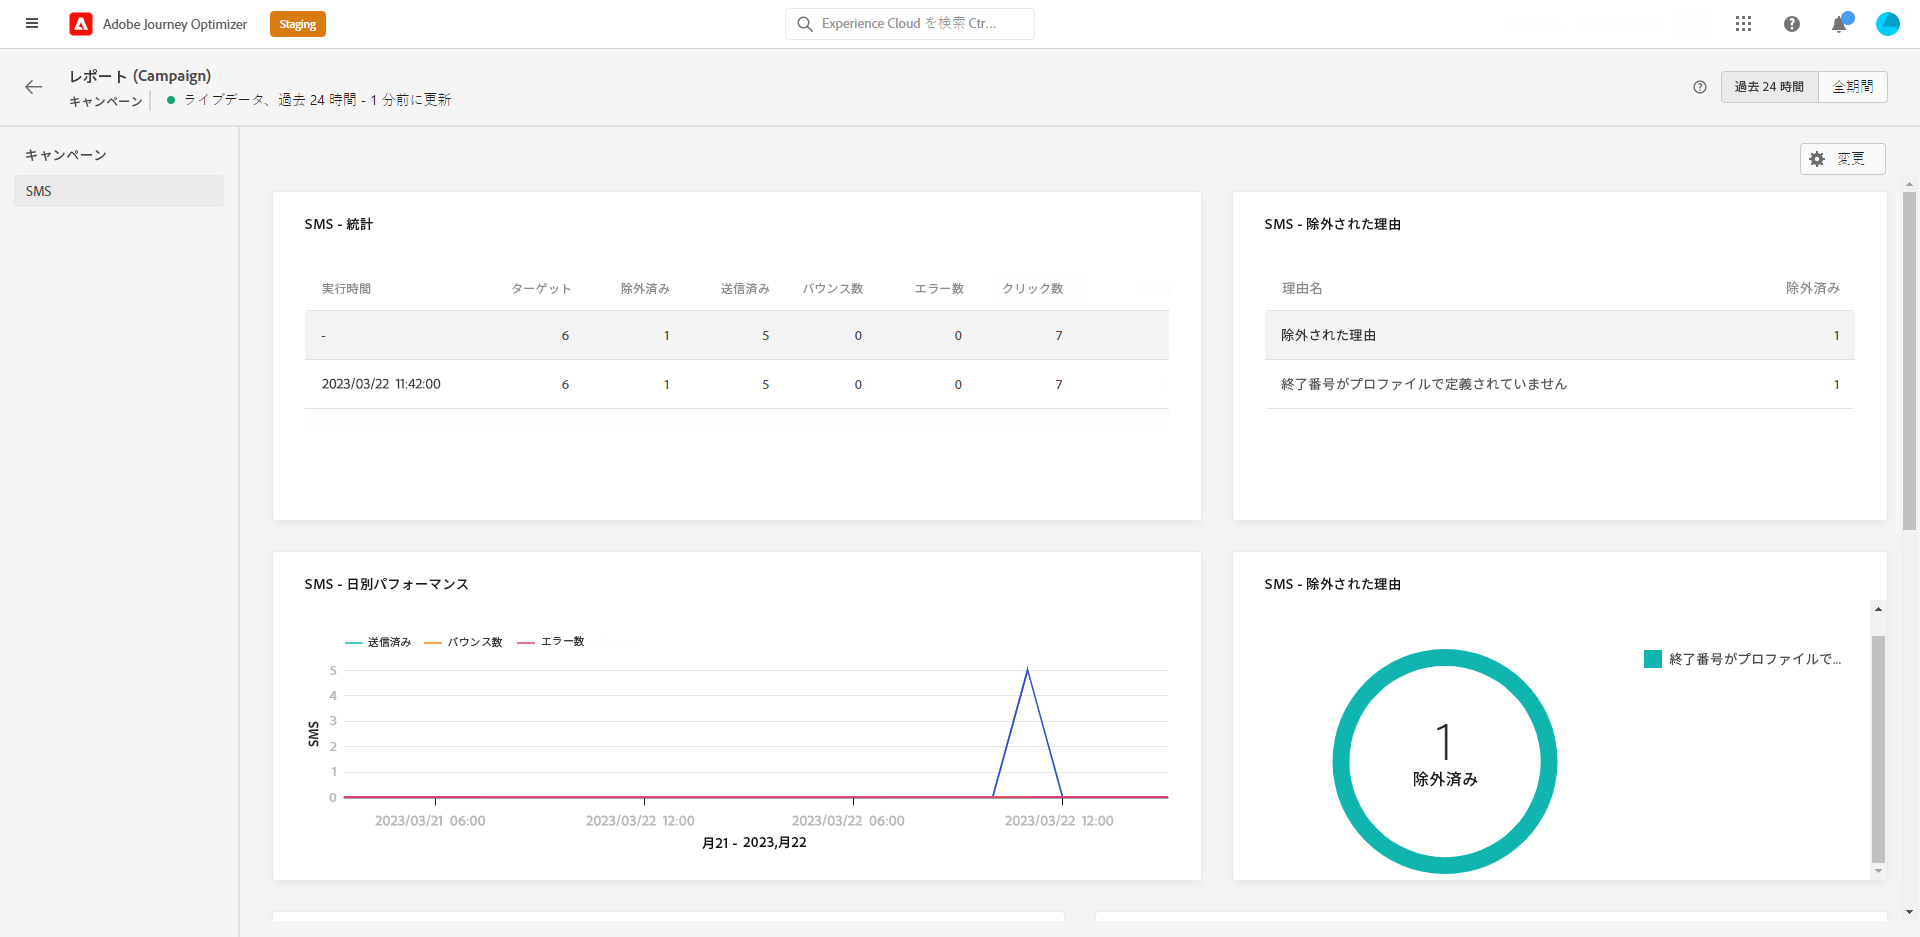 Adobe Journey Optimizer Staging Experience Cloud を検索 Ctr...
レポート (Campaign)
キャンペーン ライブデータ、過去 24 時間 - 1 分前に更新
過去 24 時間 全期間
キャンペーン
SMS
変更
SMS - 統計
実行時間 ターゲット 除外済み 送信済み バウンス数 エラー数 クリック数
- 6 1 5 0 0 7
2023/03/22 11:42:00 6 1 5 0 0 7
SMS - 除外された理由
理由名 除外済み
除外された理由 1
終了番号がプロファイルで定義されていません 1
SMS - 日別パフォーマンス
送信済み バウンス数 エラー数
5
4
3
2
1
0
SMS
2023/03/21 06:00 2023/03/22 12:00 2023/03/22 06:00 2023/03/22 12:00
月21 - 2023,月22
SMS - 除外された理由
終了番号がプロファイルで...
1
除外済み